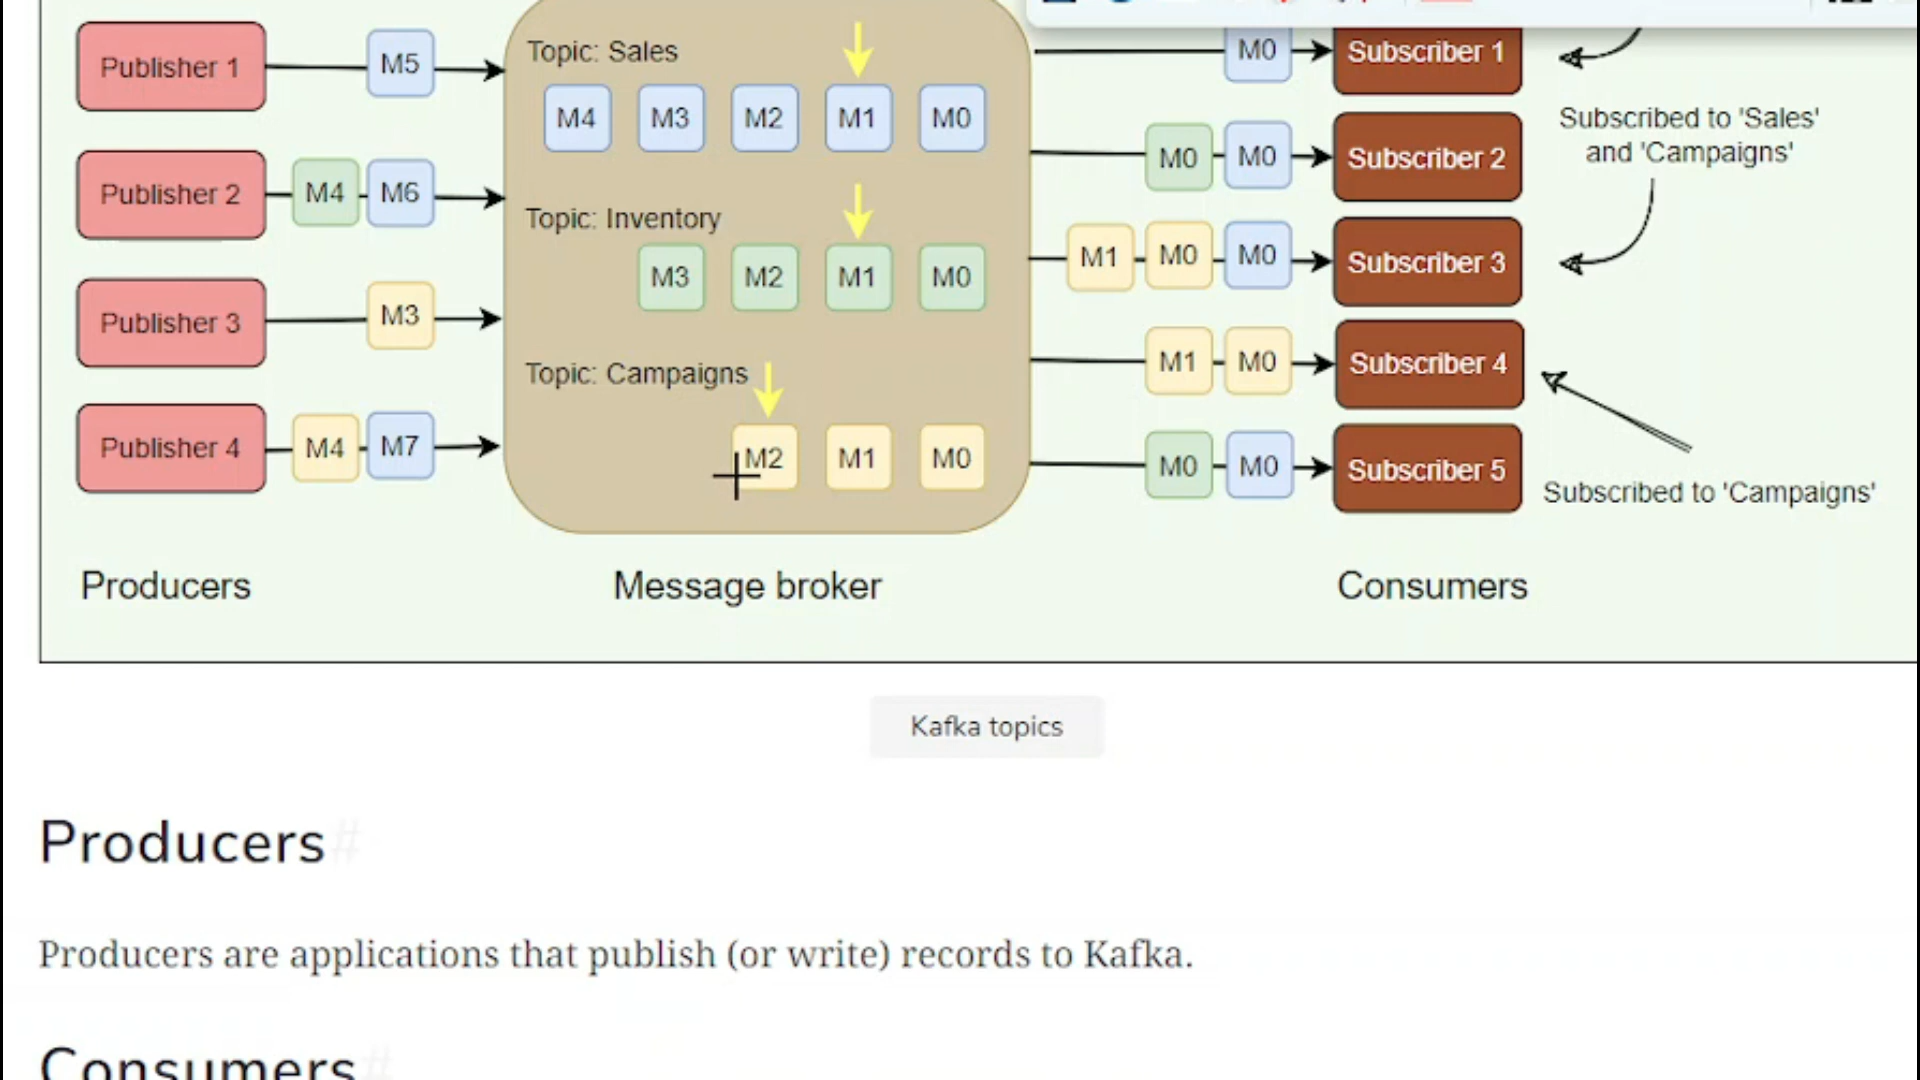 Publisher 1
M5
Topic: Sales
M0
Subscriber 1
M4 M3 M2 M1 M0
Subscribed to 'Sales'
and 'Campaigns'
Publisher 2
M4 M6
M0 M0
Subscriber 2
Topic: Inventory
M3 M2 M1 M0
M1 M0 M0
Subscriber 3
Publisher 3
M3
Topic: Campaigns
M1 M0
Subscriber 4
Publisher 4
M4 M7
M2 M1 M0
M0 M0
Subscriber 5
Subscribed to 'Campaigns'
Producers
Message broker
Consumers
Kafka topics
Producers#
Producers are applications that publish (or write) records to Kafka.
Consumers#